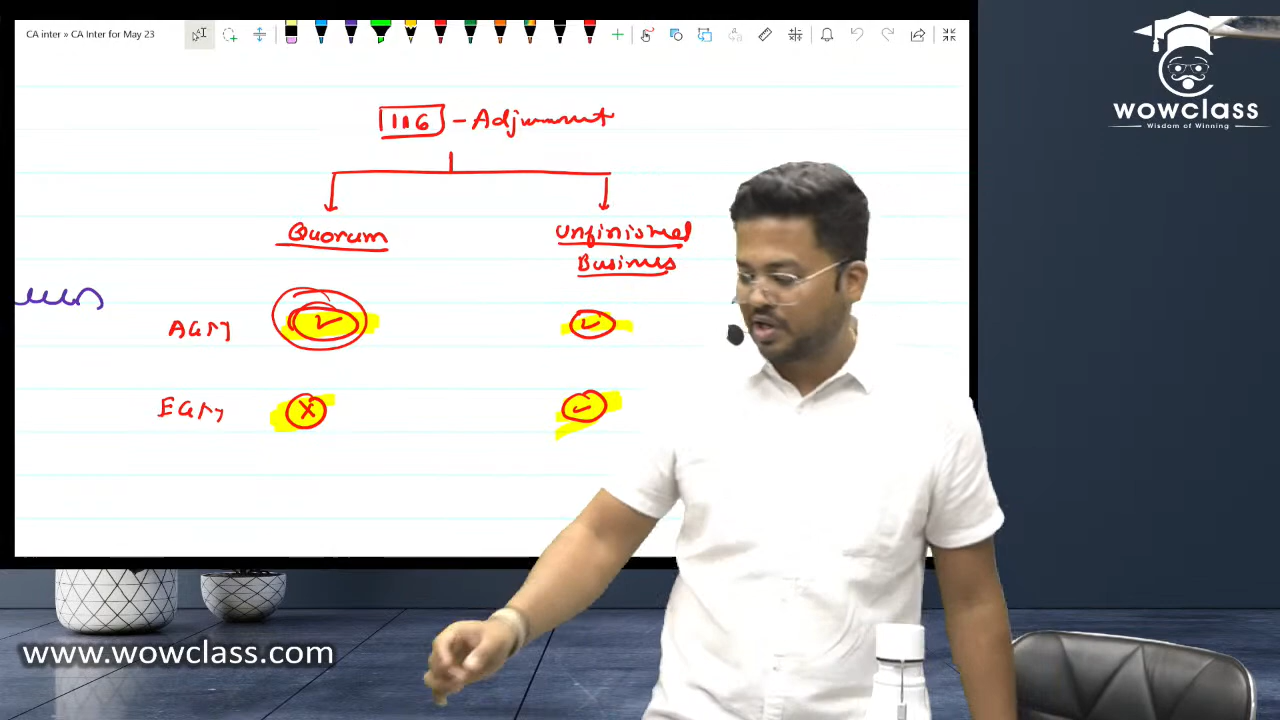 CA inter » CA Inter for May 23
116 - Adjournment
Quorum
Unfinished
Business
AGM ✓ ✓
EGM X ✓
wowclass
Wisdom of Winning
www.wowclass.com